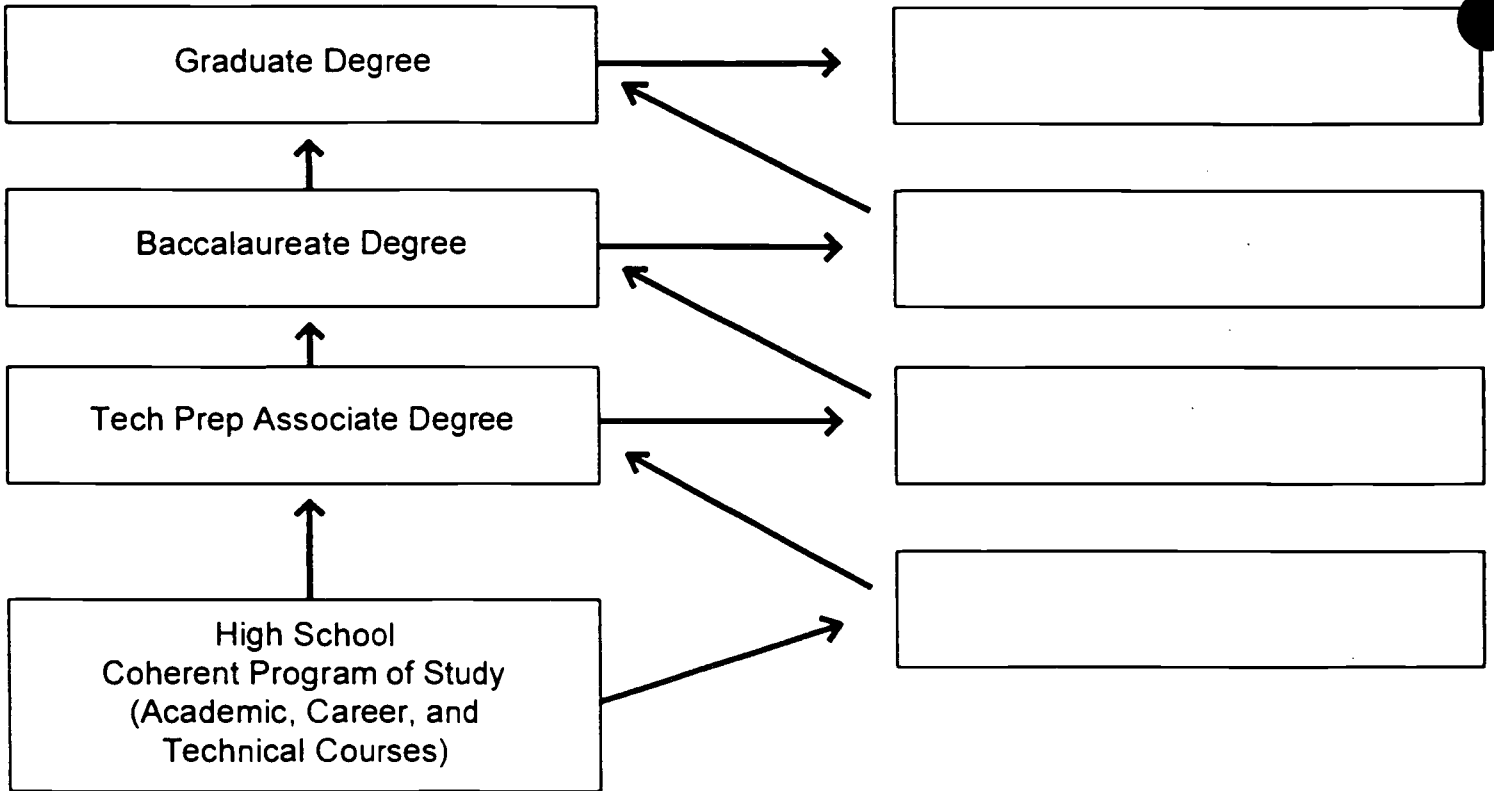 Graduate Degree
Baccalaureate Degree
Tech Prep Associate Degree
High School
Coherent Program of Study
(Academic, Career, and
Technical Courses)